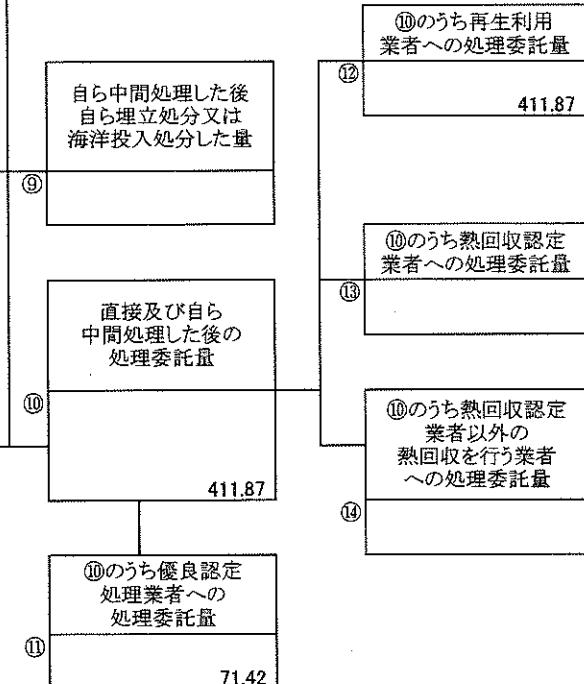 自ら中間処理した後
自ら埋立処分又は
海洋投入処分した量
⑨
直接及び自ら
中間処理した後の
処理委託量
⑩
411.87
⑩のうち優良認定
処理業者への
処理委託量
⑪
71.42
⑩のうち再生利用
業者への処理委託量
⑫
411.87
⑩のうち熱回収認定
業者への処理委託量
⑬
⑩のうち熱回収認定
業者以外の
熱回収を行う業者
への処理委託量
⑭